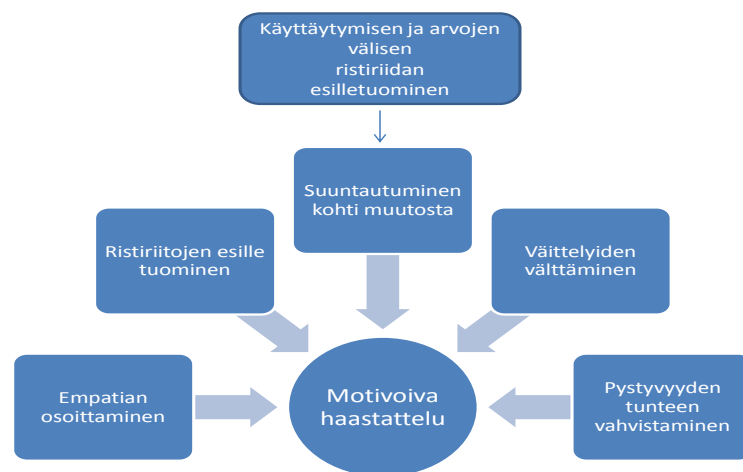 Käyttäytymisen ja arvojen
välisen
ristiriidan
esilletuominen
Suuntautuminen
kohti muutosta
Ristiriitojen esille
tuominen
Väittelyiden
välttäminen
Empatian
osoittaminen
Motivoiva
haastattelu
Pystyvyyden
tunteen
vahvistaminen